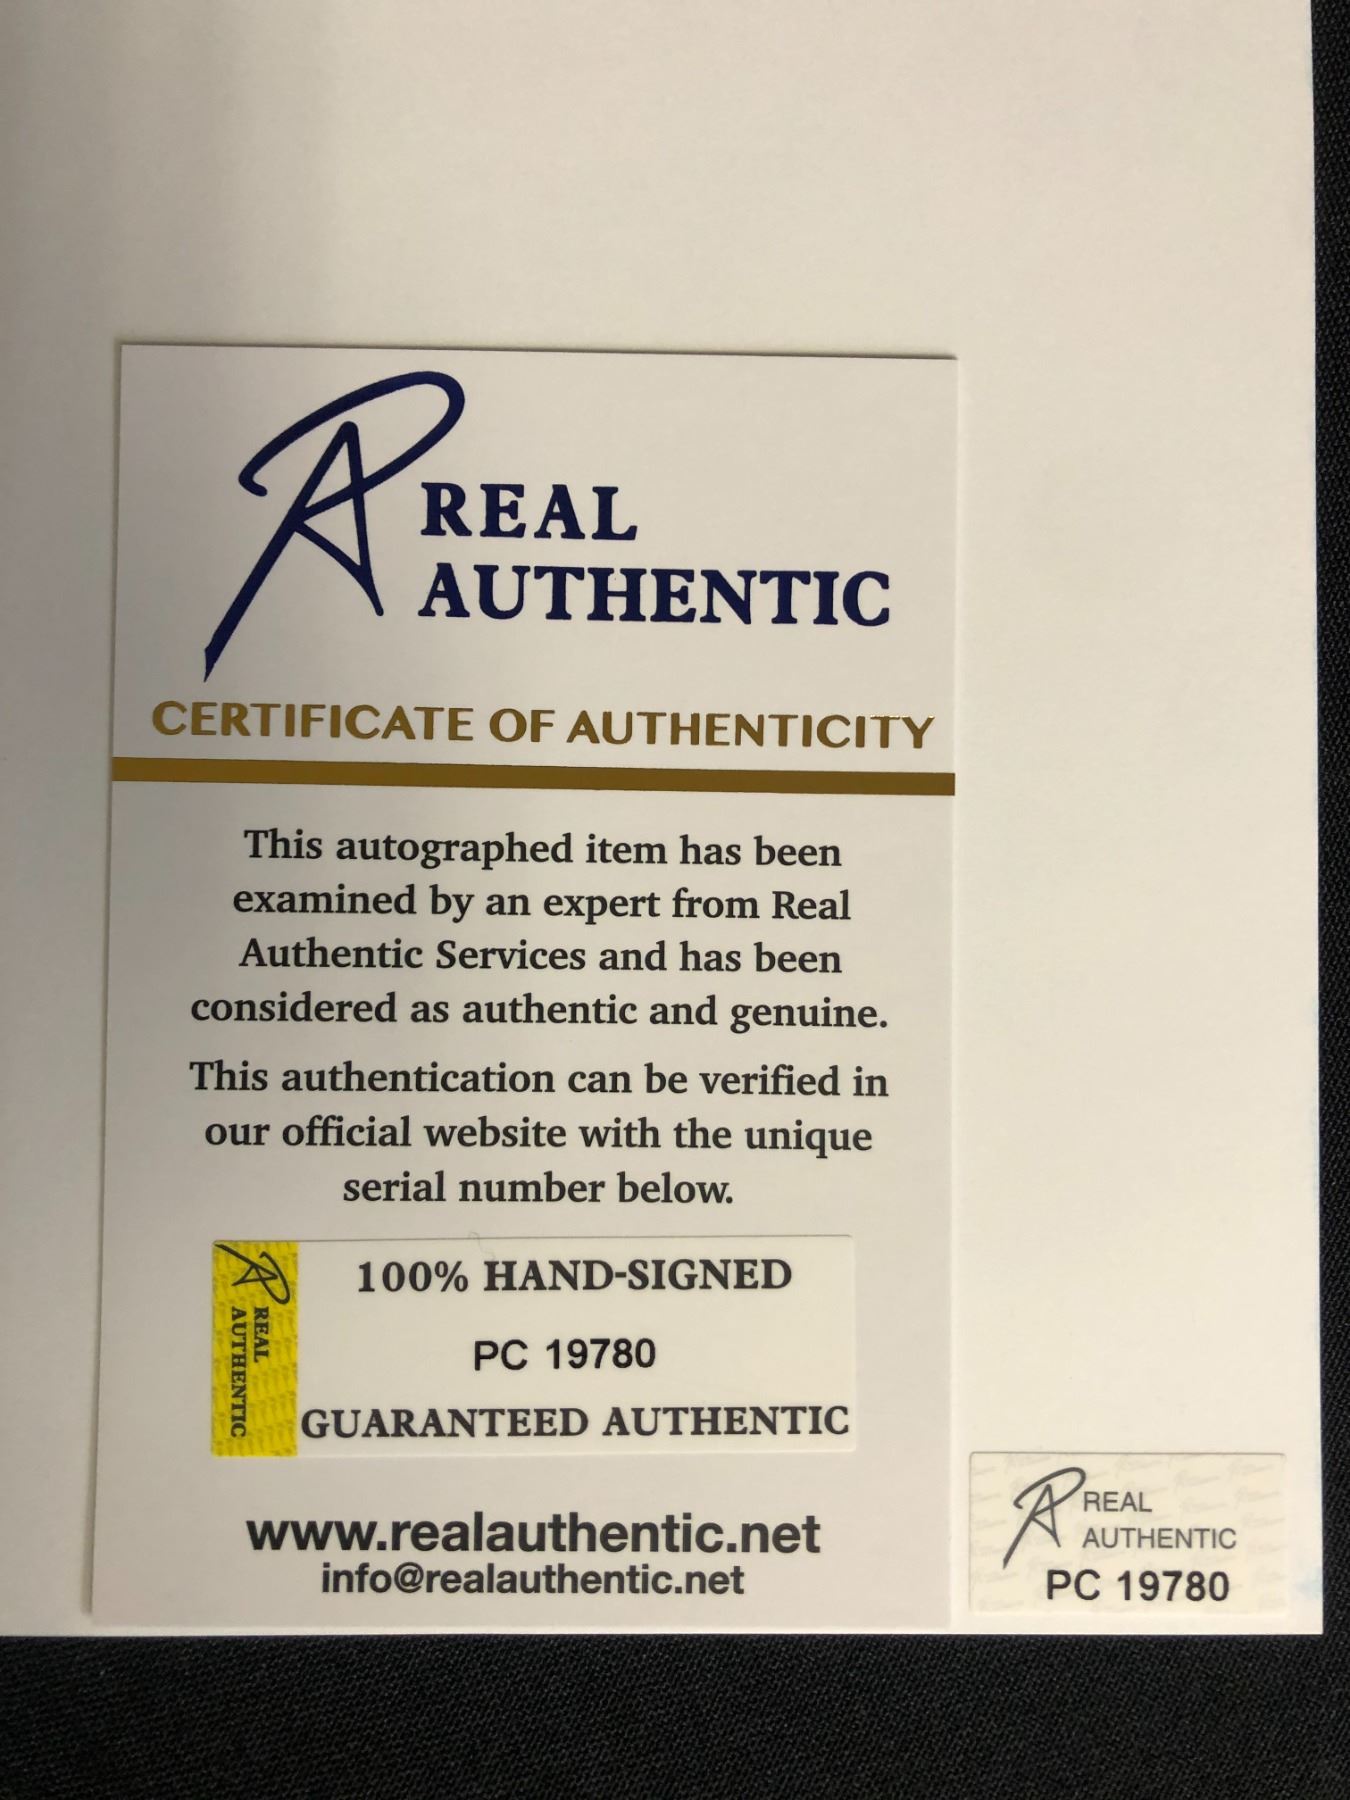 REAL
AUTHENTIC
CERTIFICATE OF AUTHENTICITY
This autographed item has been
examined by an expert from Real
Authentic Services and has been
considered as authentic and genuine.
This authentication can be verified in
our official website with the unique
serial number below.
REAL
AUTHENTIC
100% HAND-SIGNED
PC 19780
GUARANTEED AUTHENTIC
www.realauthentic.net
info@realauthentic.net
REAL
AUTHENTIC
PC 19780